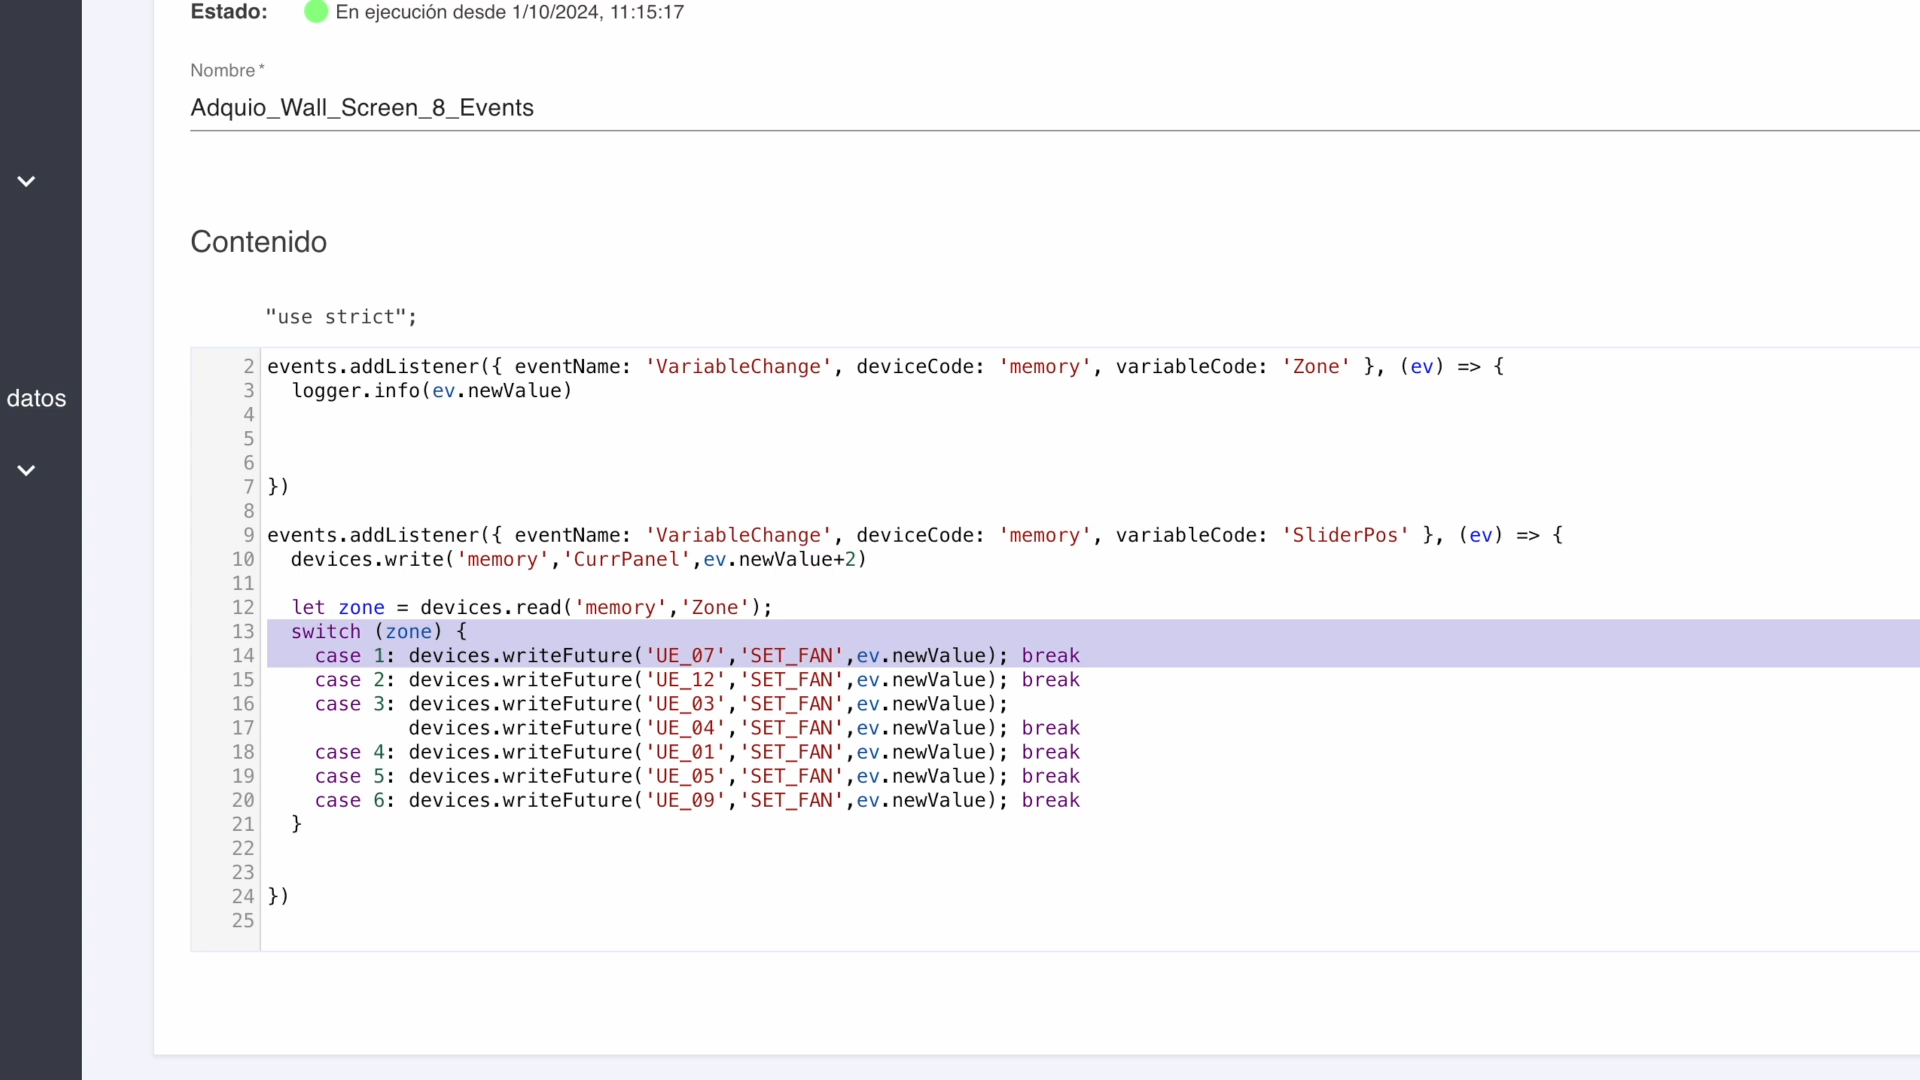 Estado: En ejecución desde 1/10/2024, 11:15:17
Nombre *
Adquio_Wall_Screen_8_Events
Contenido
datos
"use strict";
2 events.addListener({ eventName: 'VariableChange', deviceCode: 'memory', variableCode: 'Zone' }, (ev) => {
3   logger.info(ev.newValue)
4
5
6
7 })
8
9 events.addListener({ eventName: 'VariableChange', deviceCode: 'memory', variableCode: 'SliderPos' }, (ev) => {
10   devices.write('memory','CurrPanel',ev.newValue+2)
11
12   let zone = devices.read('memory','Zone');
13   switch (zone) {
14     case 1: devices.writeFuture('UE_07','SET_FAN',ev.newValue); break
15     case 2: devices.writeFuture('UE_12','SET_FAN',ev.newValue); break
16     case 3: devices.writeFuture('UE_03','SET_FAN',ev.newValue);
17             devices.writeFuture('UE_04','SET_FAN',ev.newValue); break
18     case 4: devices.writeFuture('UE_01','SET_FAN',ev.newValue); break
19     case 5: devices.writeFuture('UE_05','SET_FAN',ev.newValue); break
20     case 6: devices.writeFuture('UE_09','SET_FAN',ev.newValue); break
21   }
22
23
24 })
25